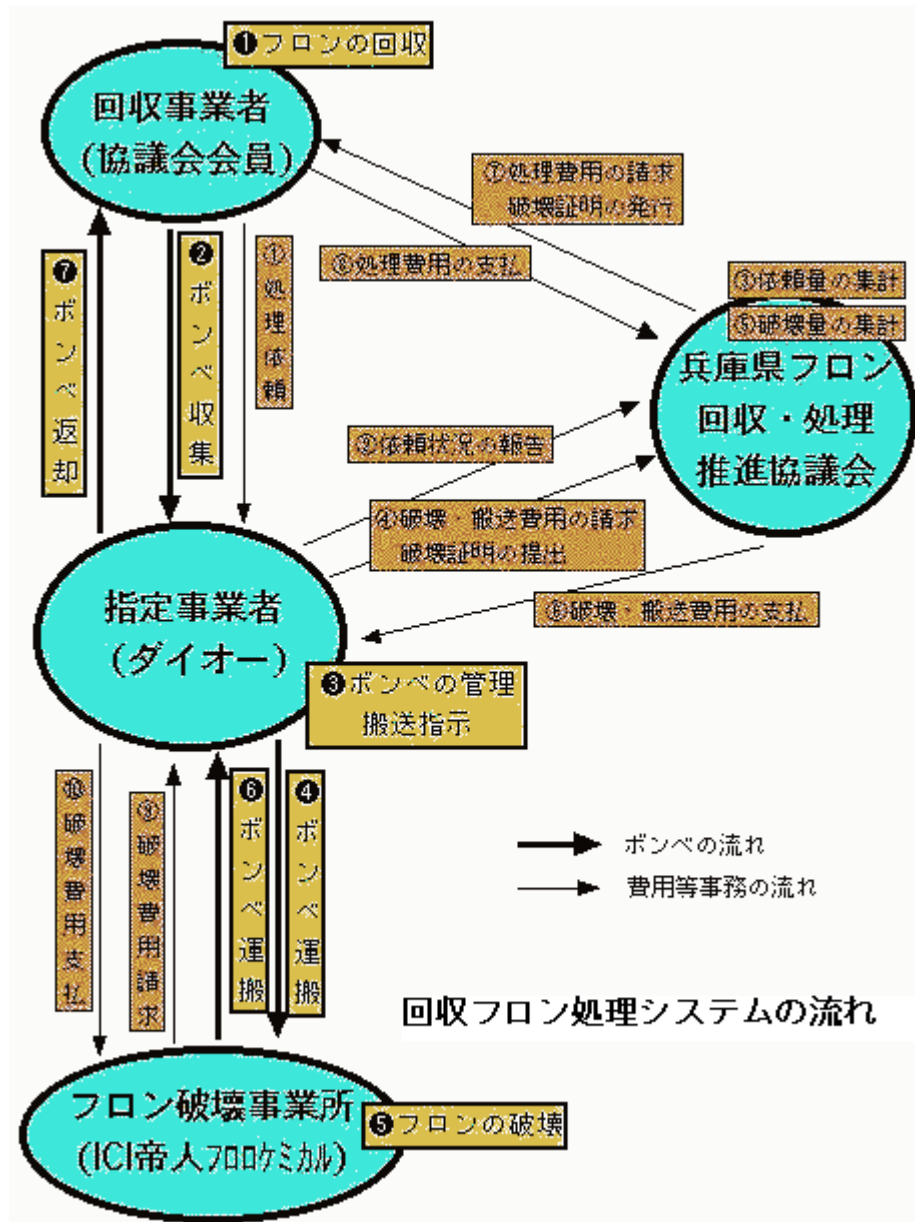 ❶フロンの回収
回収事業者
(協議会会員)
⑦処理費用の請求
破壊証明の発行
⑧処理費用の支払
❼ボンベ返却
❷ボンベ収集
①処理依頼
③依頼量の集計
⑤破壊量の集計
兵庫県フロン
回収・処理
推進協議会
②依頼状況の報告
④破壊・搬送費用の請求
破壊証明の提出
⑥破壊・搬送費用の支払
指定事業者
(ダイオー)
❸ボンベの管理
搬送指示
⑩破壊費用支払
⑨破壊費用請求
❻ボンベ運搬
❹ボンベ運搬
ボンベの流れ
費用等事務の流れ
回収フロン処理システムの流れ
フロン破壊事業所
(ICI帝人フロロケミカル)
❺フロンの破壊